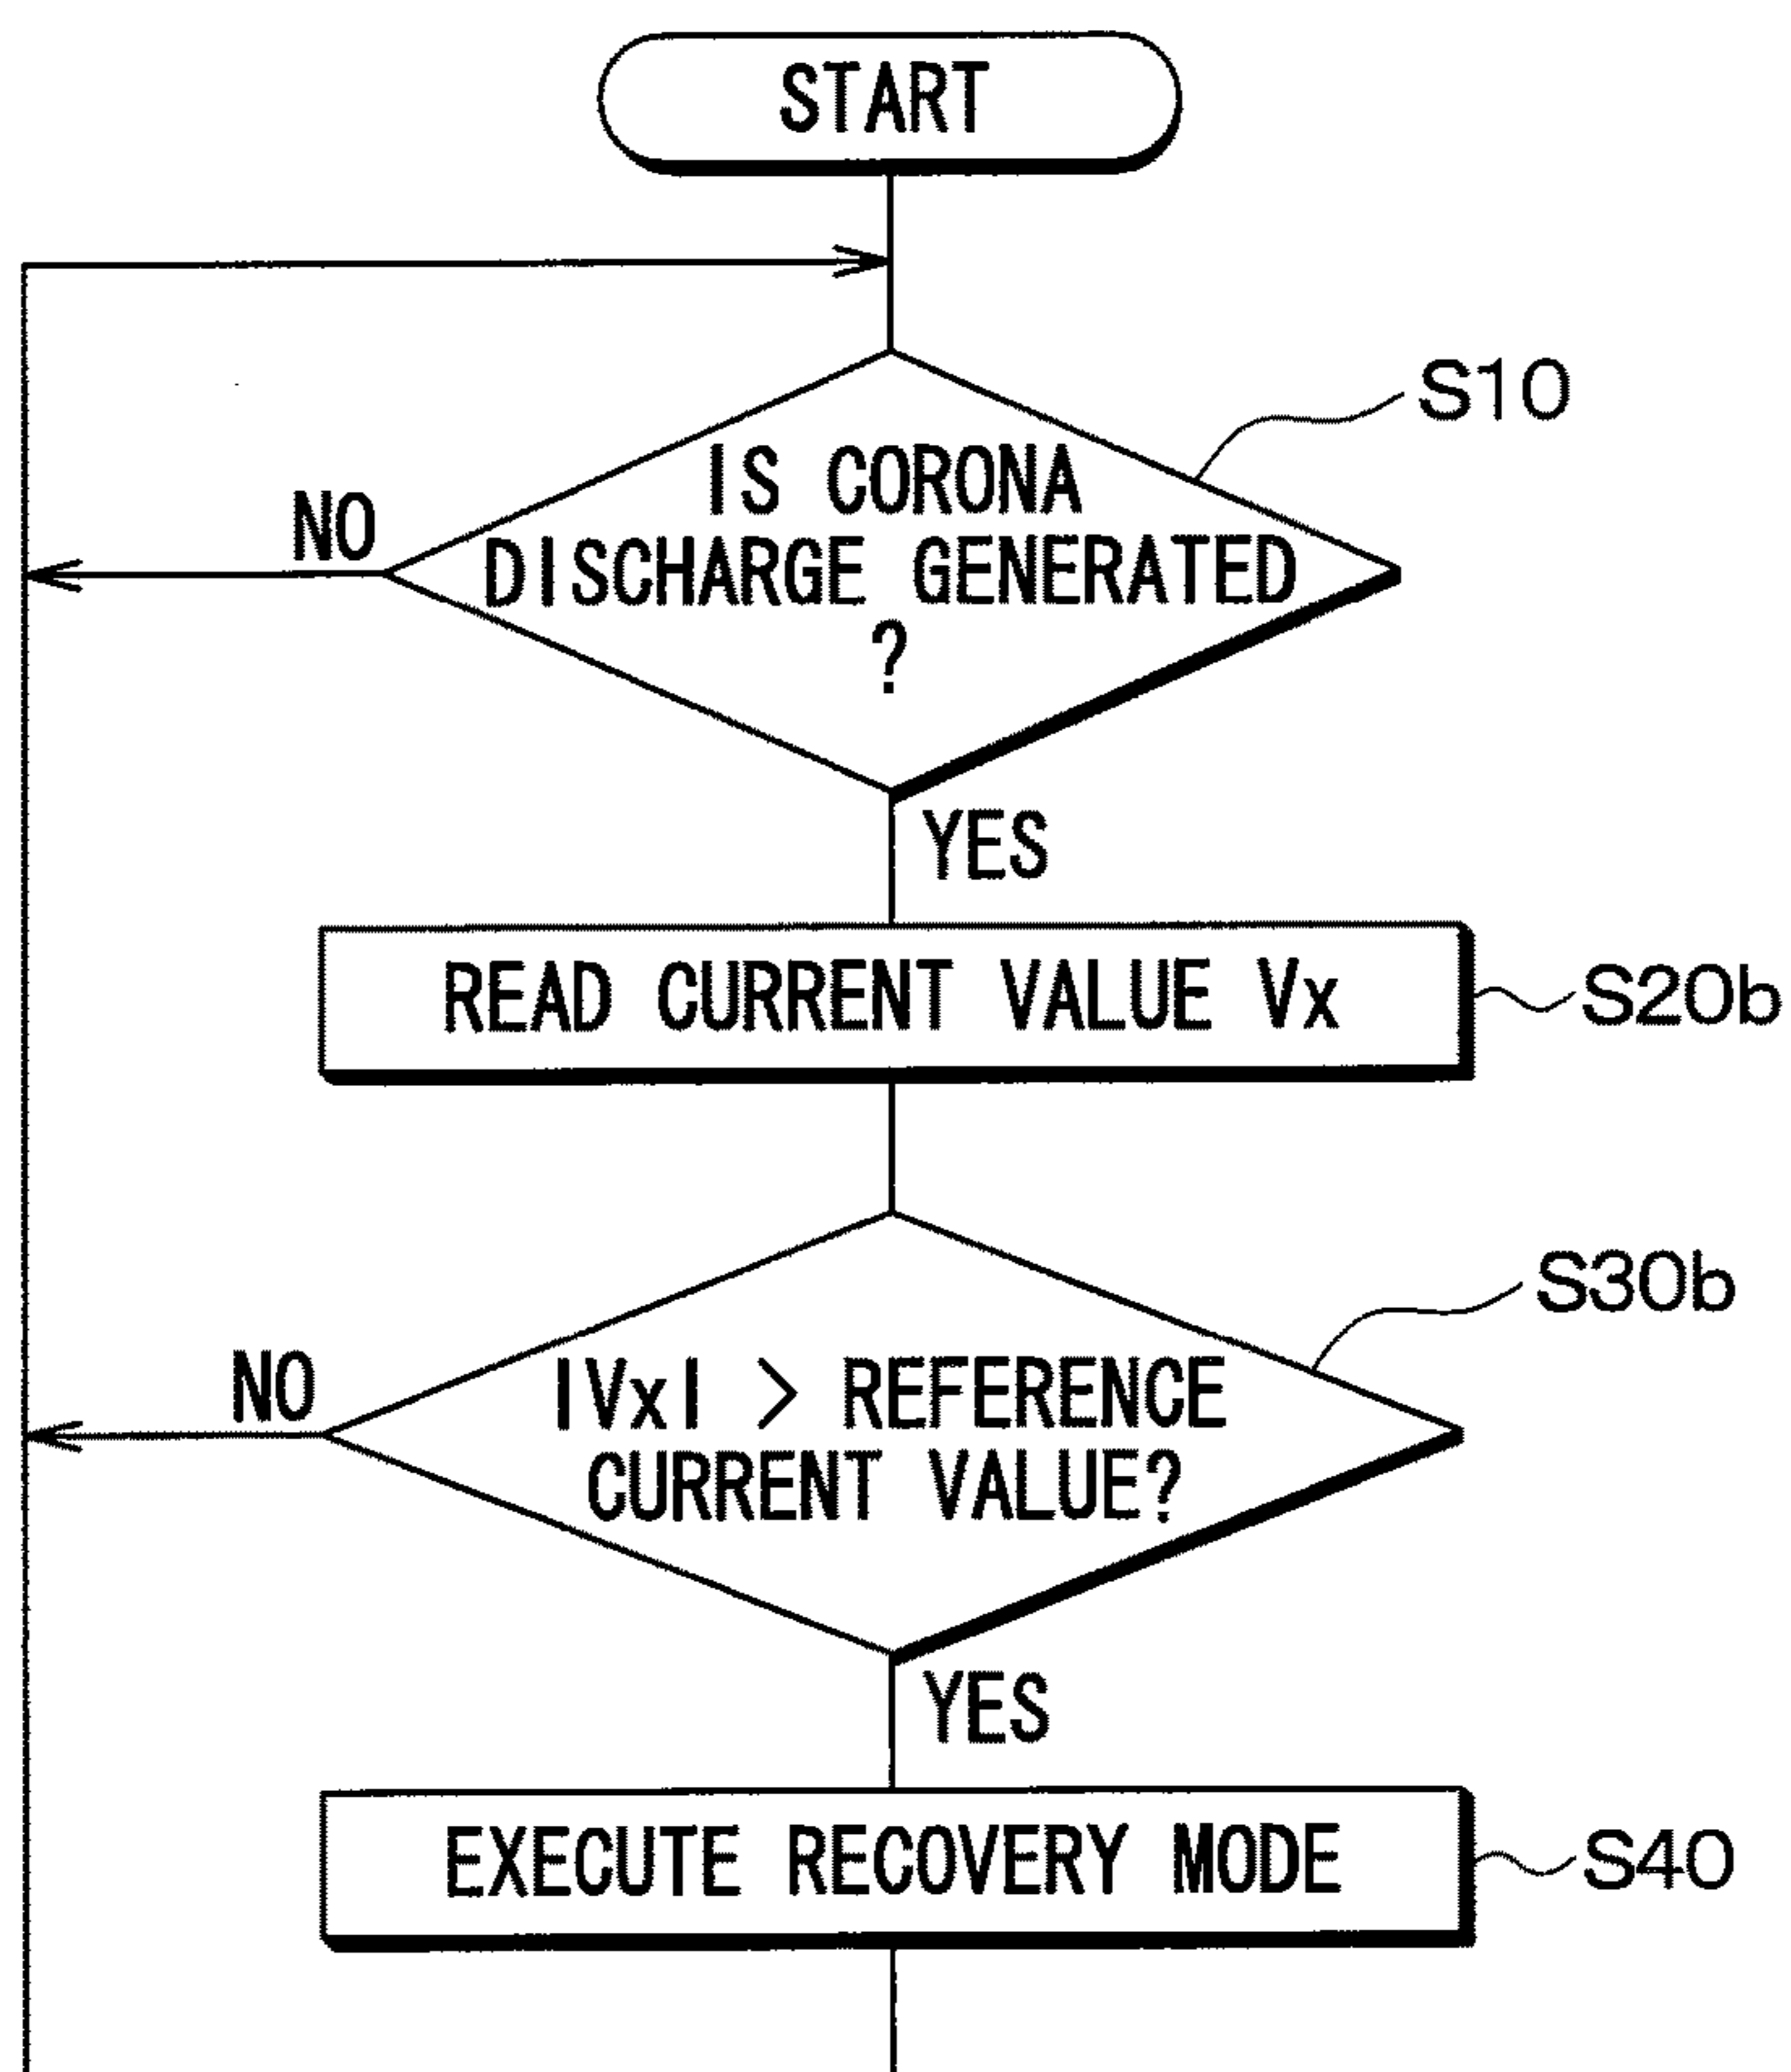 START
S10
NO
IS CORONA
DISCHARGE GENERATED
?
YES
READ CURRENT VALUE Vx
S20b
S30b
NO
|Vx| > REFERENCE
CURRENT VALUE?
YES
EXECUTE RECOVERY MODE
S40